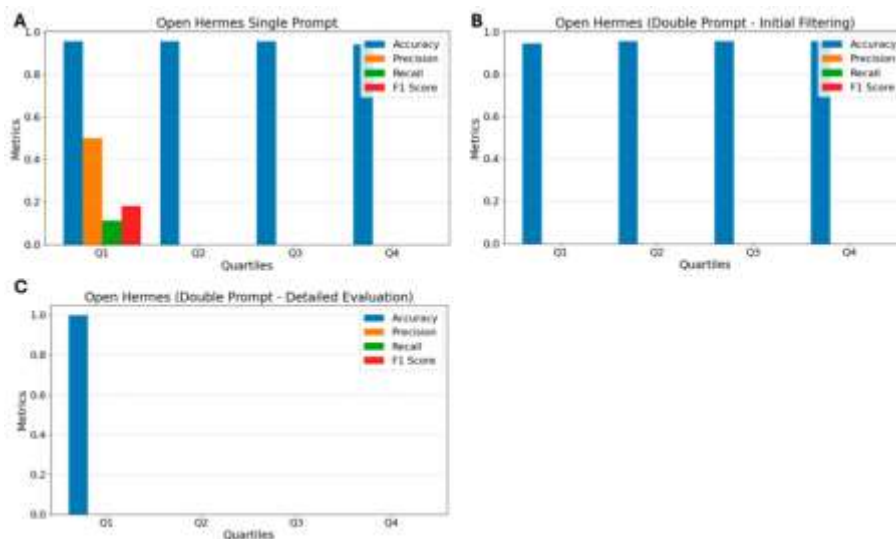 A
Open Hermes Single Prompt
1.0
0.8
0.6
0.4
0.2
0.0
Metrics
Accuracy
Precision
Recall
F1 Score
Q1 Q2 Q3 Q4
Quartiles
B
Open Hermes (Double Prompt - Initial Filtering)
1.0
0.8
0.6
0.4
0.2
0.0
Metrics
Accuracy
Precision
Recall
F1 Score
Q1 Q2 Q3 Q4
Quartiles
C
Open Hermes (Double Prompt - Detailed Evaluation)
1.0
0.8
0.6
0.4
0.2
0.0
Metrics
Accuracy
Precision
Recall
F1 Score
Q1 Q2 Q3 Q4
Quartiles